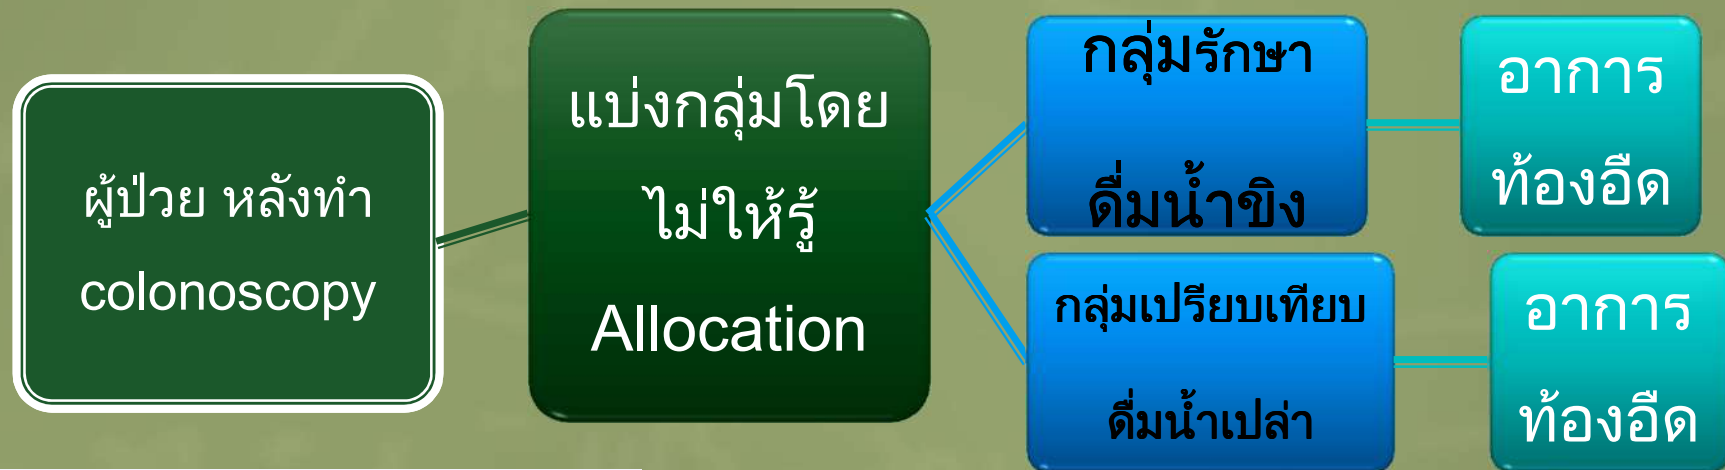 ผู้ป่วย หลังทำ
colonoscopy
แบ่งกลุ่มโดย
ไม่ให้รู้
Allocation
กลุ่มรักษา
ดื่มน้ำขิง
อาการ
ท้องอืด
กลุ่มเปรียบเทียบ
ดื่มน้ำเปล่า
อาการ
ท้องอืด